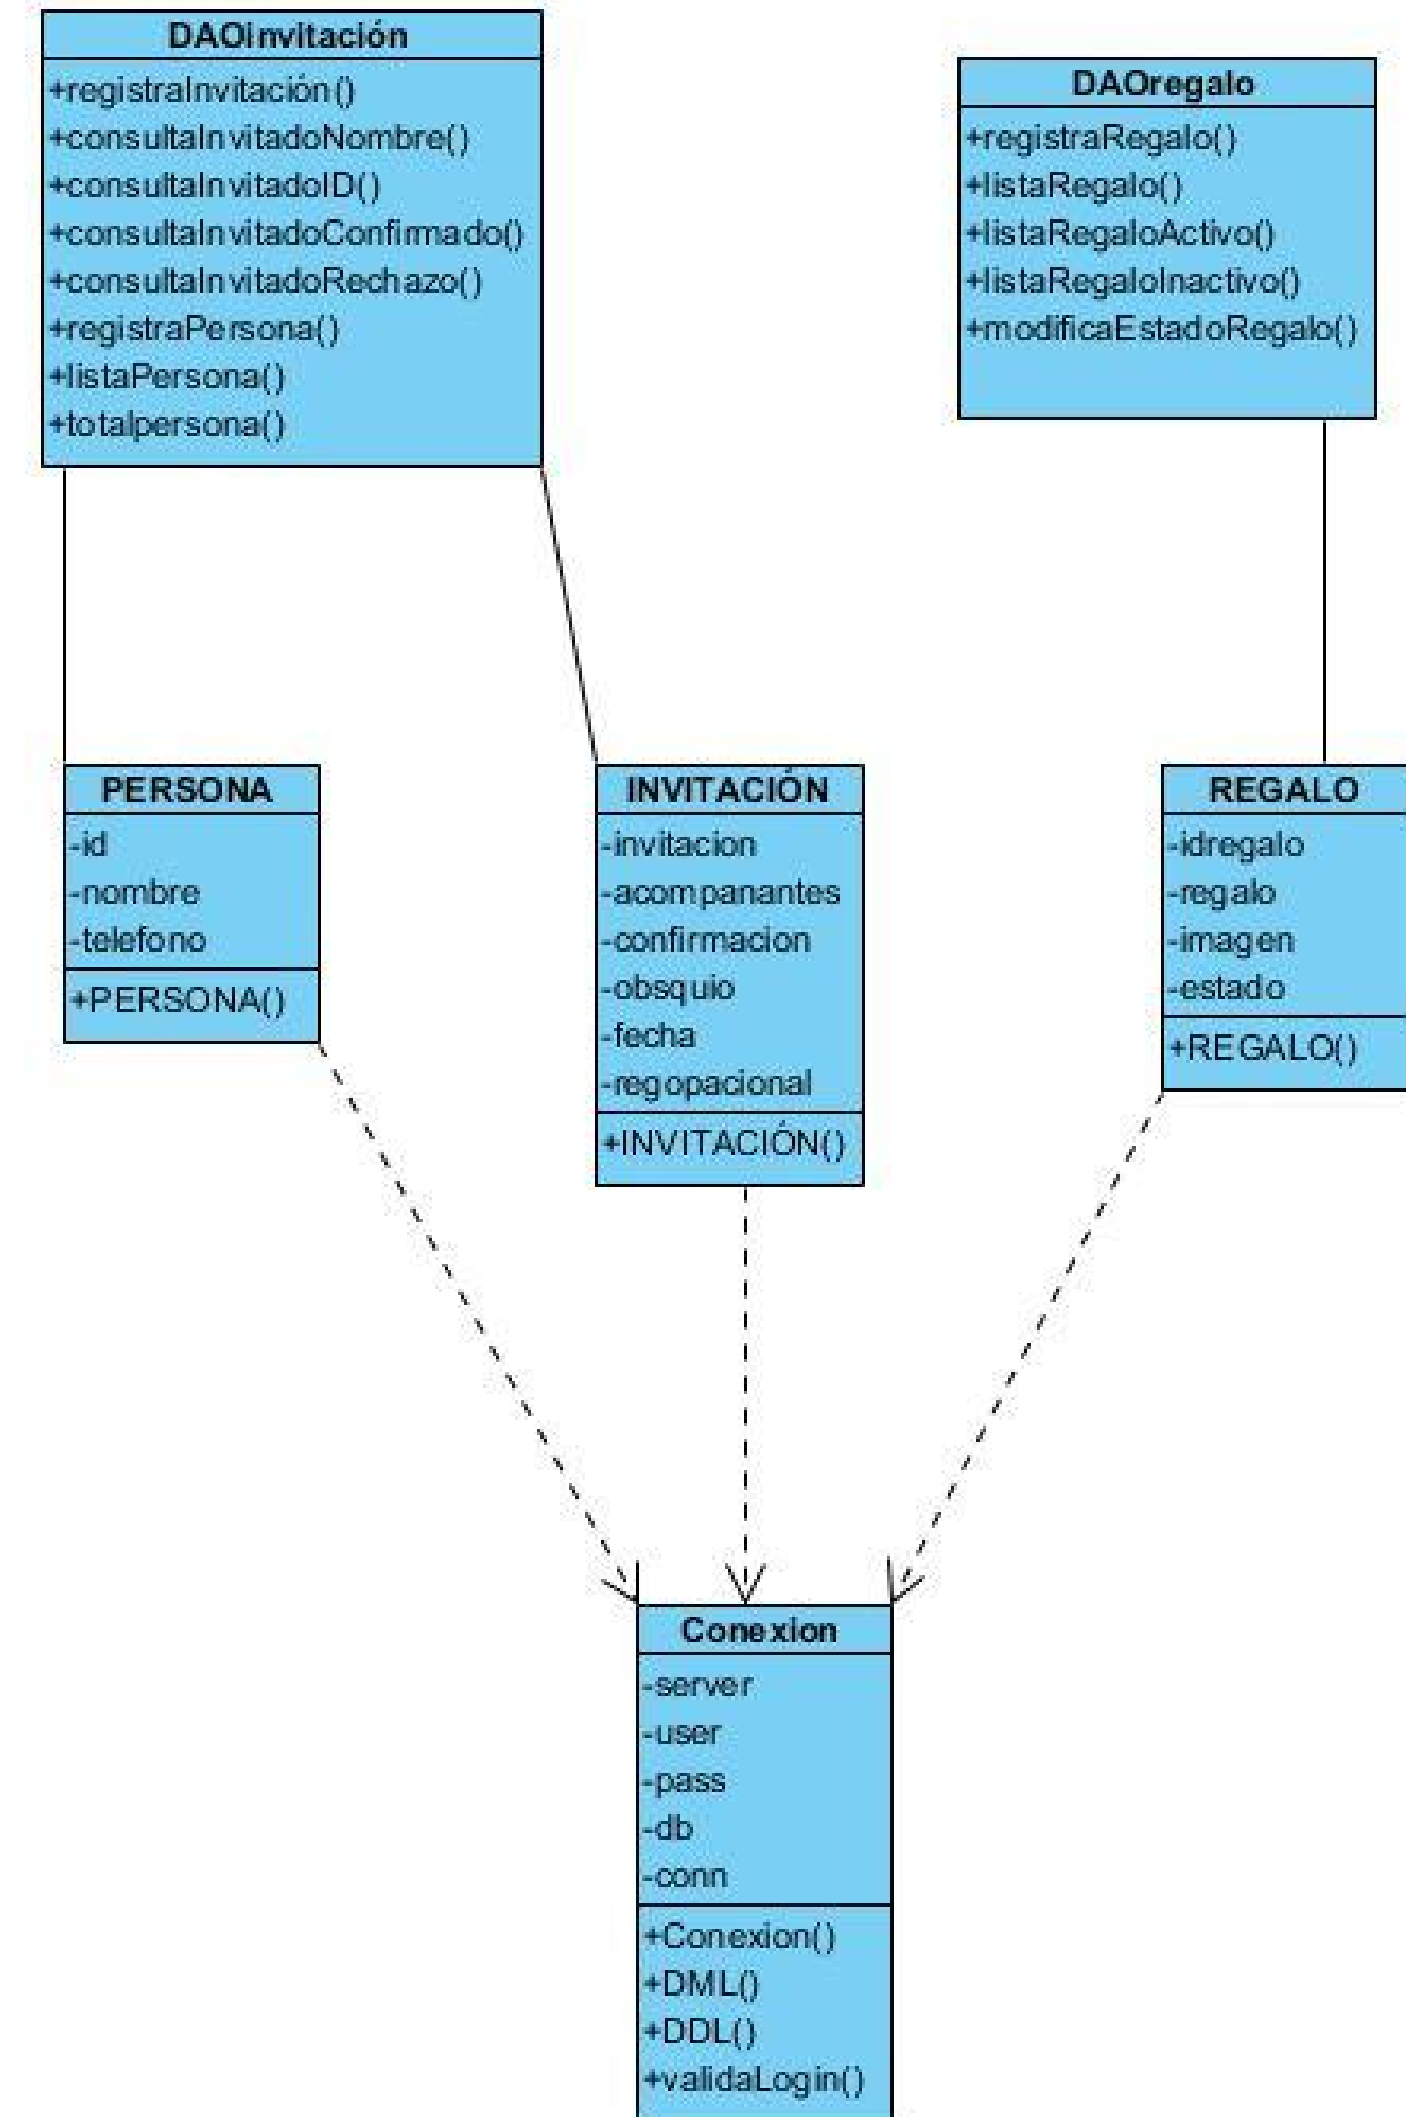 DAOinvitación
+registraInvitación()
+consultaInvitadoNombre()
+consultaInvitadoID()
+consultaInvitadoConfirmado()
+consultaInvitadoRechazo()
+registraPersona()
+listaPersona()
+totalpersona()
DAOregalo
+registraRegalo()
+listaRegalo()
+listaRegaloActivo()
+listaRegaloInactivo()
+modificaEstadoRegalo()
PERSONA
-id
-nombre
-telefono
+PERSONA()
INVITACIÓN
-invitacion
-acompanantes
-confirmacion
-obsquio
-fecha
-regopacional
+INVITACIÓN()
REGALO
-idregalo
-regalo
-imagen
-estado
+REGALO()
Conexion
-server
-user
-pass
-db
-conn
+Conexion()
+DML()
+DDL()
+validaLogin()